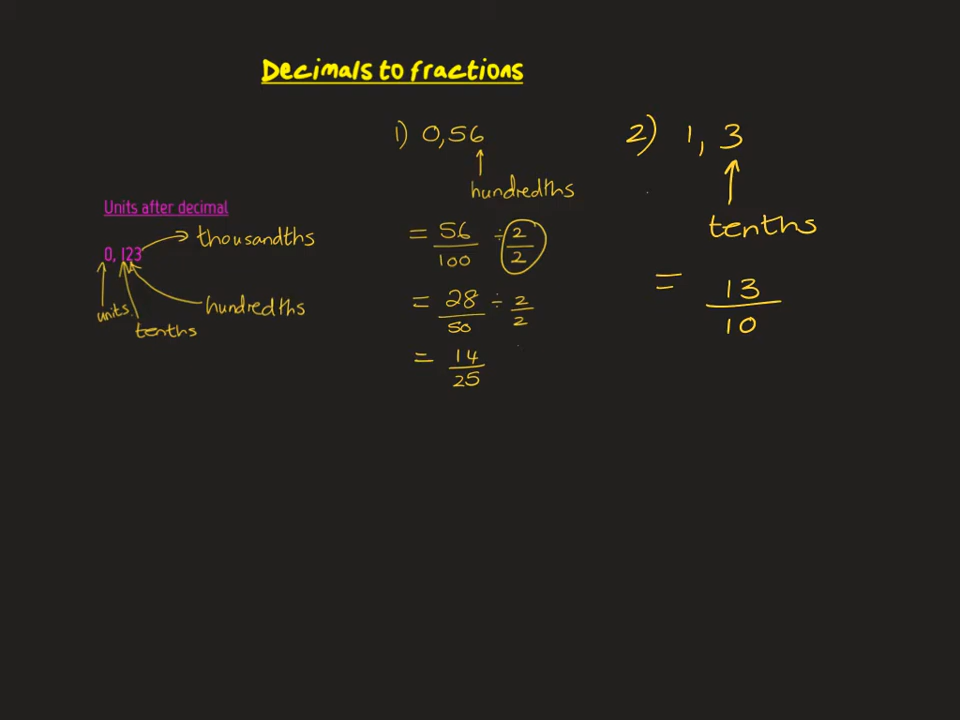 Decimals to fractions
Units after decimal
0, 123
thousandths
hundredths
tenths
units.
1) 0,56
hundredths
= 56/100 ÷ 2/2
= 28/50 ÷ 2/2
= 14/25
2) 1, 3
tenths
= 13/10